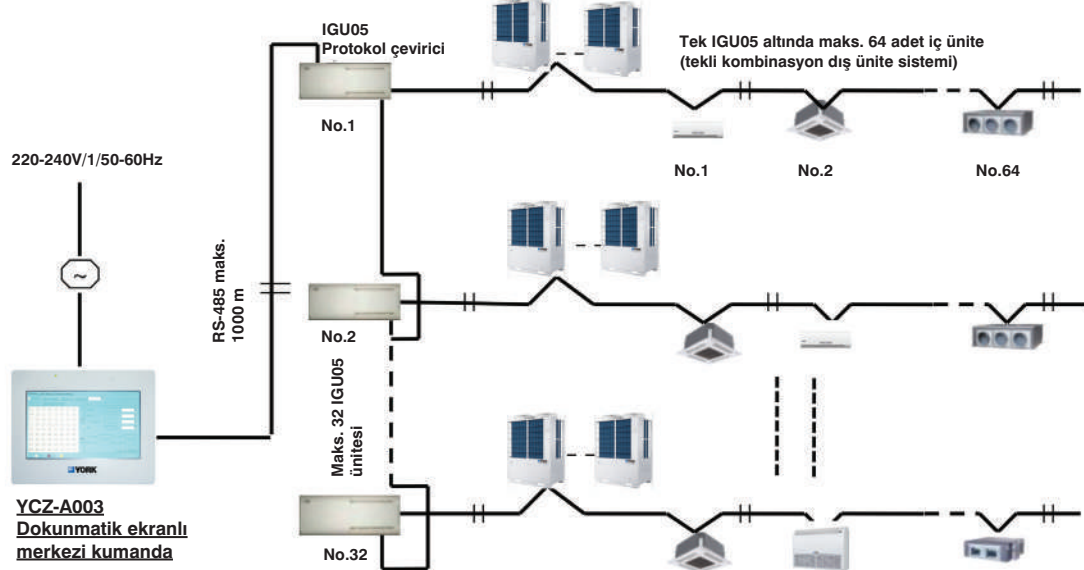 IGU05
Protokol çevirici
Tek IGU05 altında maks. 64 adet iç ünite
(tekli kombinasyon dış ünite sistemi)
No.1
220-240V/1/50-60Hz
No.1
No.2
No.64
~
RS-485 maks.
1000 m
No.2
Maks. 32 IGU05
ünitesi
YORK
YCZ-A003
Dokunmatik ekranlı
merkezi kumanda
No.32